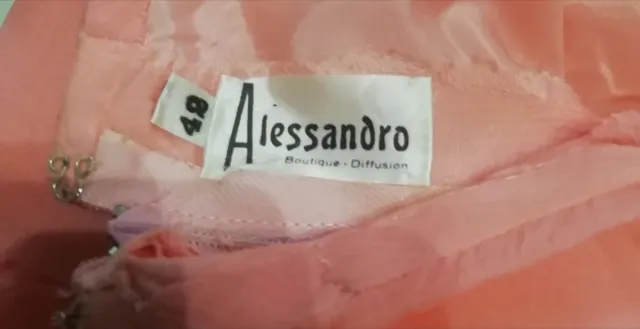 48
Alessandro
Boutique - Diffusion